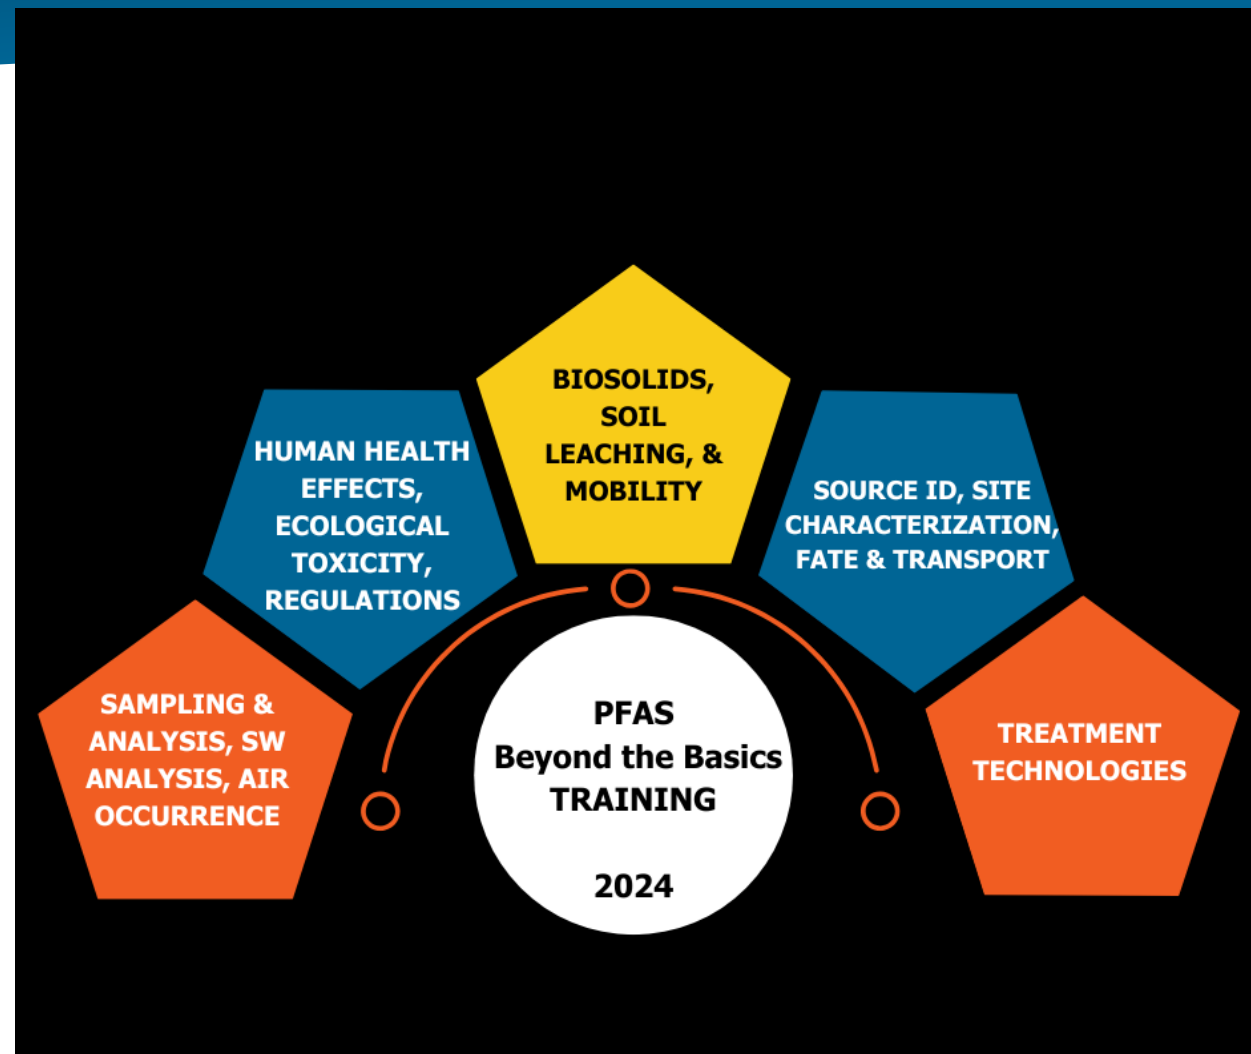 SAMPLING &
ANALYSIS, SW
ANALYSIS, AIR
OCCURRENCE
HUMAN HEALTH
EFFECTS,
ECOLOGICAL
TOXICITY,
REGULATIONS
BIOSOLIDS,
SOIL
LEACHING, &
MOBILITY
SOURCE ID, SITE
CHARACTERIZATION,
FATE & TRANSPORT
TREATMENT
TECHNOLOGIES
PFAS
Beyond the Basics
TRAINING
2024